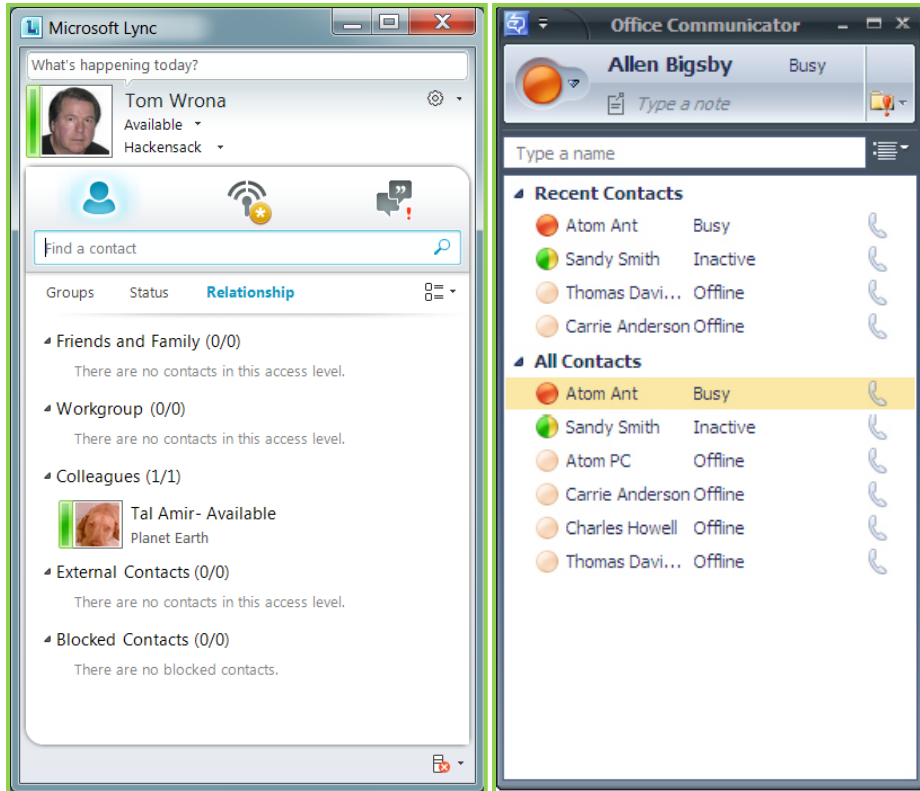 Microsoft Lync
What's happening today?
Tom Wrona
Available
Hackensack
Find a contact
Groups Status Relationship
Friends and Family (0/0)
There are no contacts in this access level.
Workgroup (0/0)
There are no contacts in this access level.
Colleagues (1/1)
Tal Amir- Available
Planet Earth
External Contacts (0/0)
There are no contacts in this access level.
Blocked Contacts (0/0)
There are no blocked contacts.
Office Communicator
Allen Bigsby Busy
Type a note
Type a name
Recent Contacts
Atom Ant Busy
Sandy Smith Inactive
Thomas Davi... Offline
Carrie Anderson Offline
All Contacts
Atom Ant Busy
Sandy Smith Inactive
Atom PC Offline
Carrie Anderson Offline
Charles Howell Offline
Thomas Davi... Offline